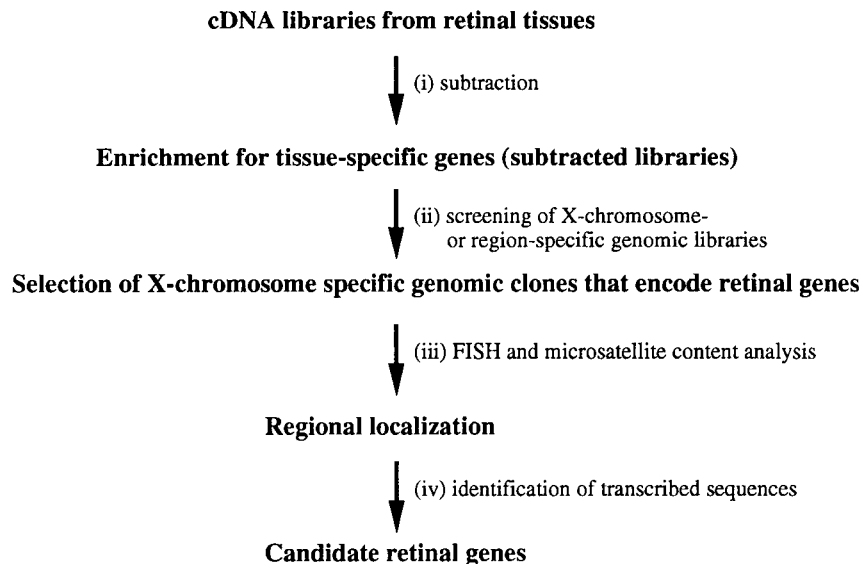 cDNA libraries from retinal tissues
(i) subtraction
Enrichment for tissue-specific genes (subtracted libraries)
(ii) screening of X-chromosome-
or region-specific genomic libraries
Selection of X-chromosome specific genomic clones that encode retinal genes
(iii) FISH and microsatellite content analysis
Regional localization
(iv) identification of transcribed sequences
Candidate retinal genes